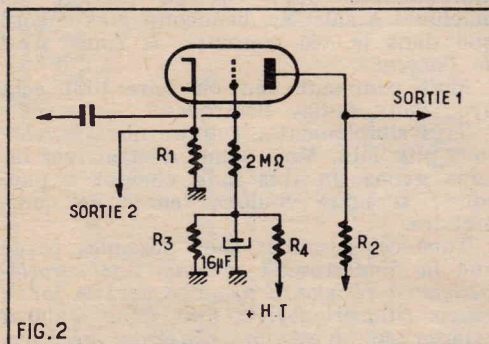 SORTIE 1
R1
2 MΩ
SORTIE 2
R3
16µF
R4
R2
+ H.T
FIG. 2